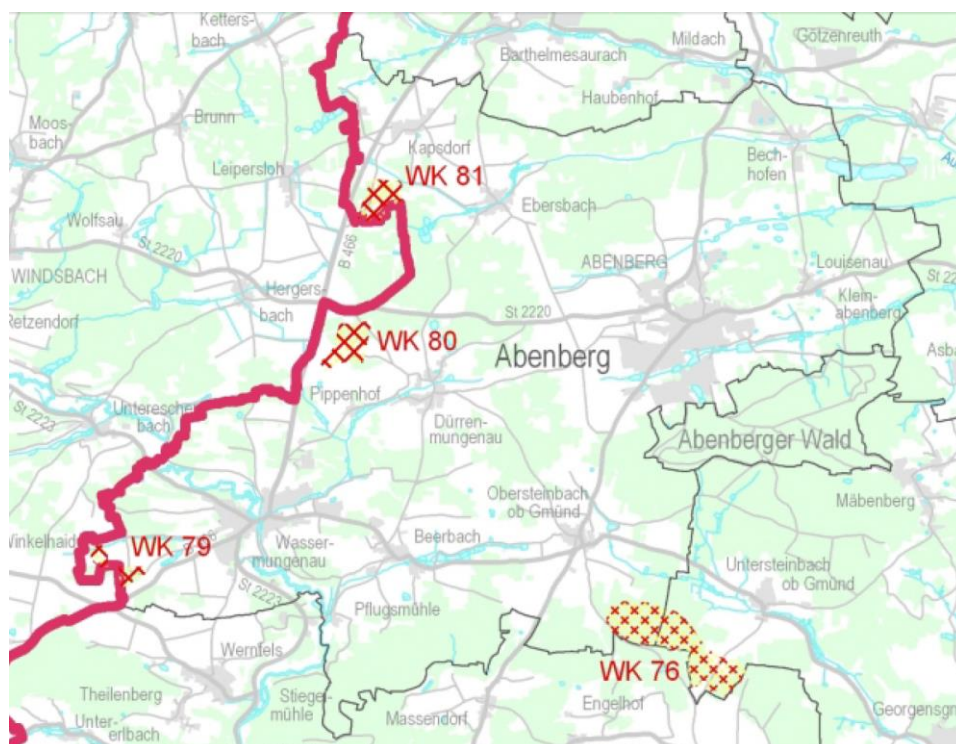 Ketters-
bach
Mildach
Götzenreuth
Barthelmesaurach
Haubenhof
Brunn
Moos-
bach
Kapsdorf
Leipersloh
WK 81
Bech-
hofen
Ebersbach
Wolfsau
St 2220
B 466
ABENBERG
Louisenau
St 22
WINDSBACH
Hergers-
bach
Klein-
abenberg
Retzendorf
St 2220
WK 80
Abenberg
Asba
Pippenhof
Unteresche
bach
St 2223
Dürren-
mungenau
Abenberger Wald
Mäbenberg
Obersteinbach
ob Gmünd
Winkelhaid
WK 79
Wasser-
mungenau
Beerbach
Untersteinbach
ob Gmünd
St 2223
Pflugsmühle
Wernfels
WK 76
Theilenberg
Stiegel-
mühle
Massendorf
Engelhof
Unter-
erlbach
Georgensgm